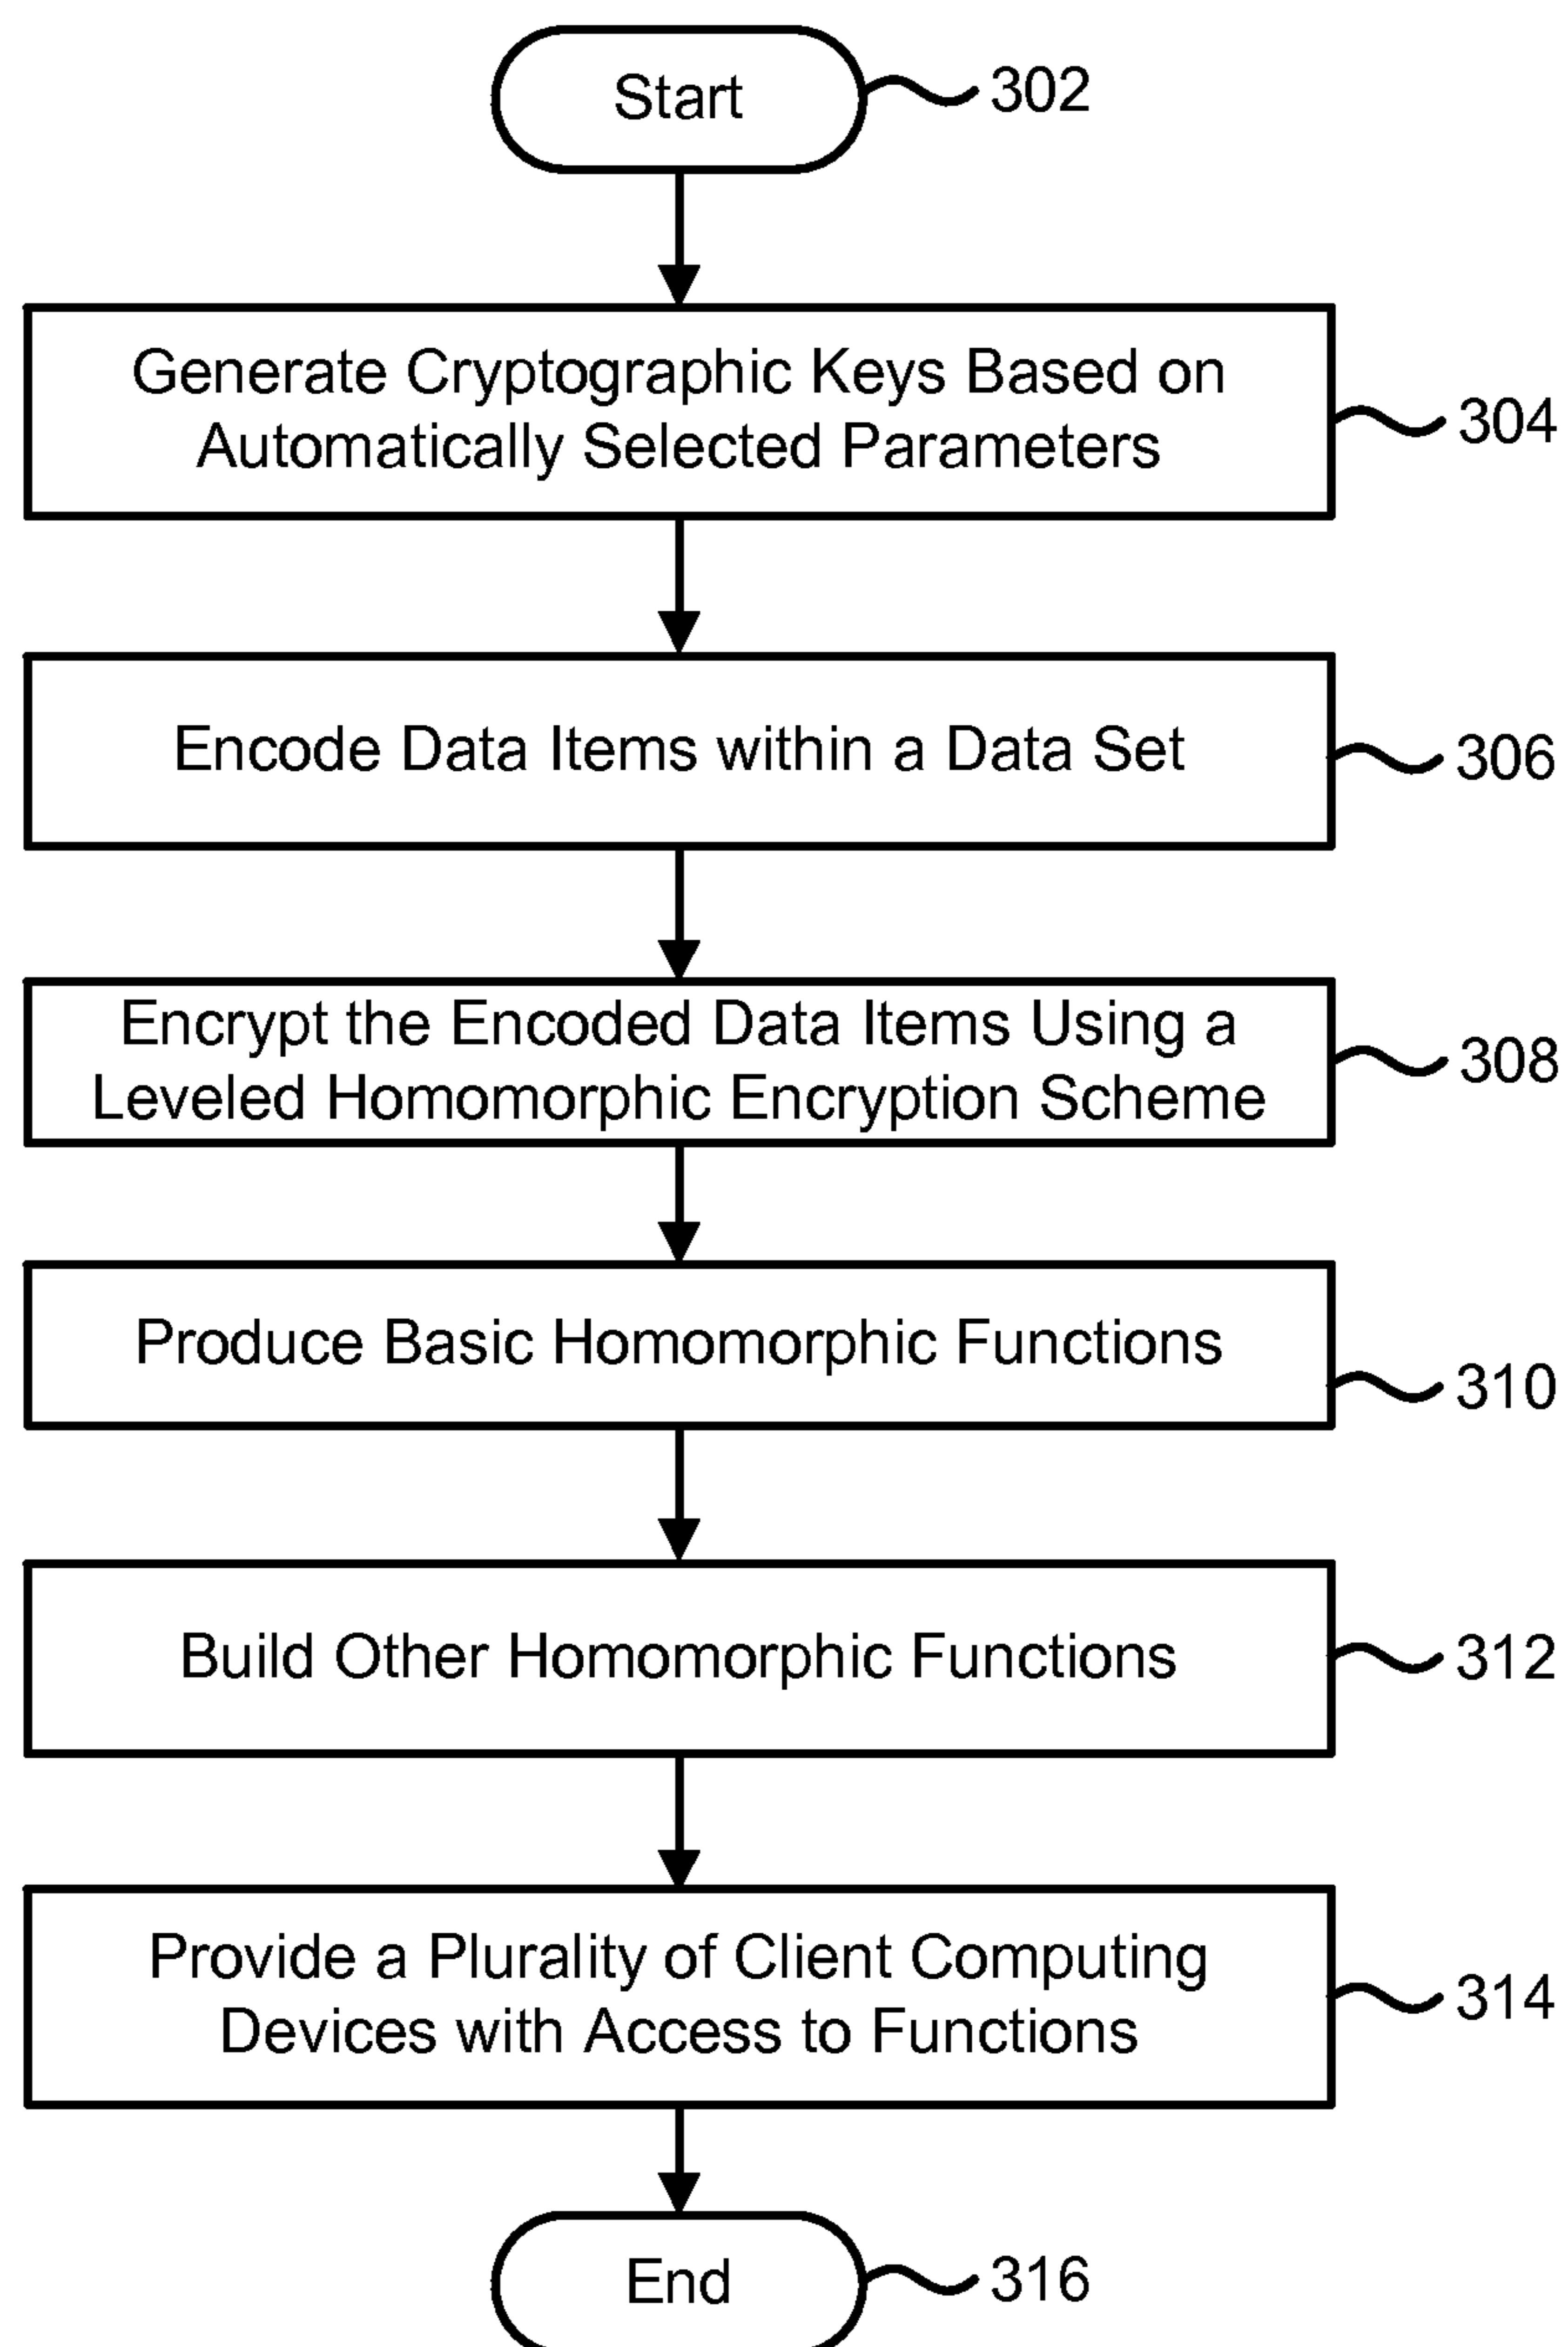 Start
302
Generate Cryptographic Keys Based on
Automatically Selected Parameters
304
Encode Data Items within a Data Set
306
Encrypt the Encoded Data Items Using a
Leveled Homomorphic Encryption Scheme
308
Produce Basic Homomorphic Functions
310
Build Other Homomorphic Functions
312
Provide a Plurality of Client Computing
Devices with Access to Functions
314
End
316